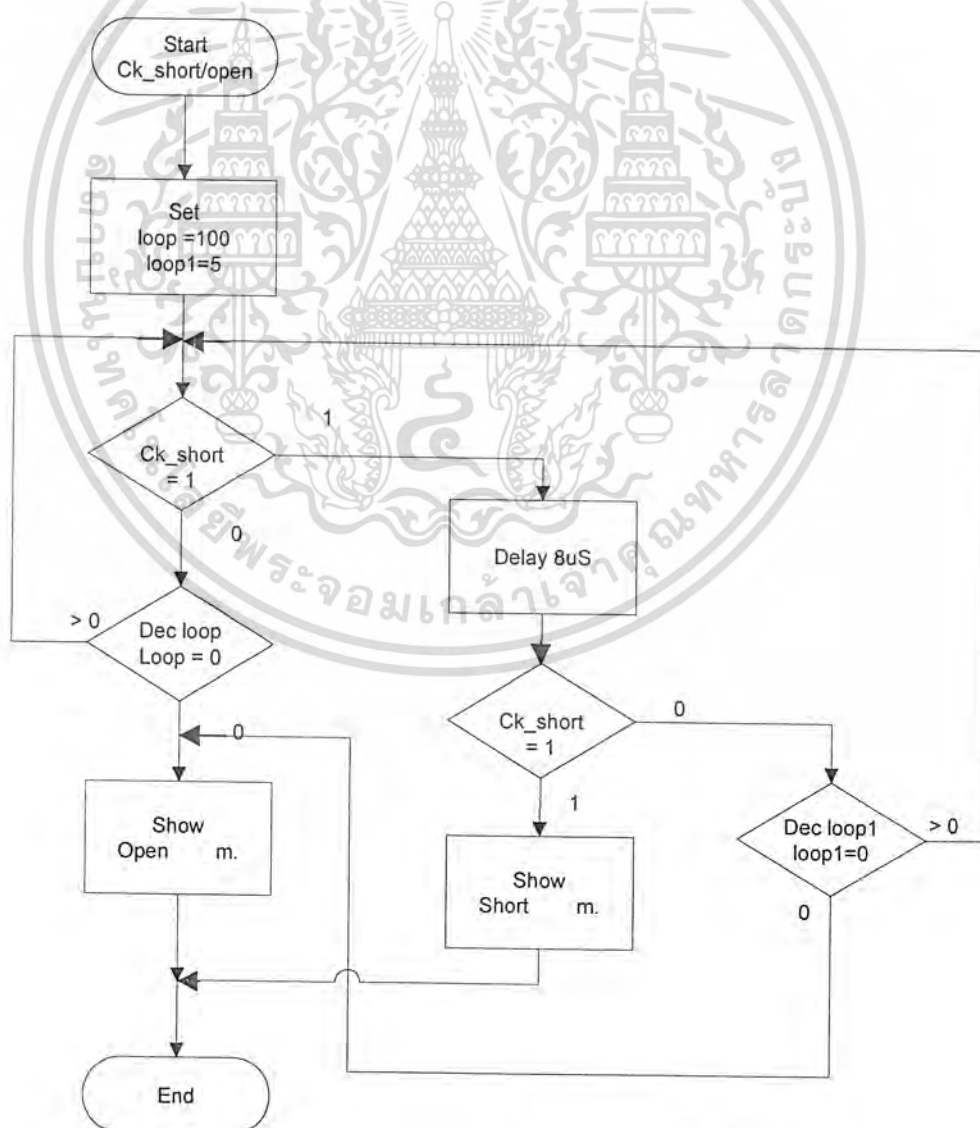 Start
Ck_short/open
Set
loop =100
loop1=5
Ck_short
= 1
1
0
Delay 8uS
> 0
Dec loop
Loop = 0
Ck_short
= 1
0
0
1
Show
Open m.
Show
Short m.
Dec loop1
loop1=0
> 0
0
End